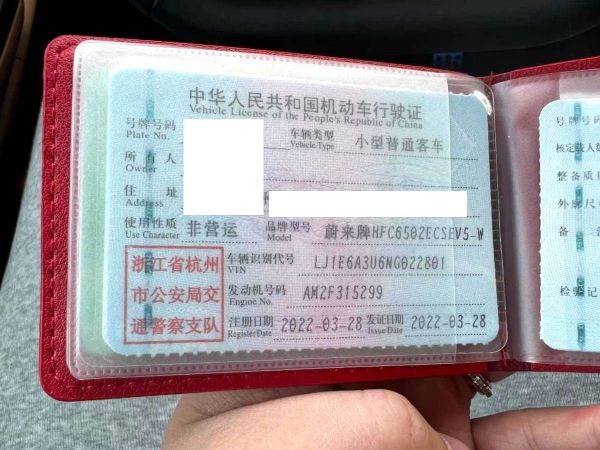 中华人民共和国机动车行驶证
Vehicle License of the People's Republic of China
号牌号码 车辆类型 小型普通客车
Plate No. Vehicle Type
所有人
Owner
住址
Address
使用性质 非营运 品牌型号 蔚来牌HFC6502ECSEV5-W
Use Character Model
浙江省杭州
市公安局交
通警察支队
车辆识别代号 LJ1E6A3U6NG022801
VIN
发动机号码 AM2F315299
Engine No.
注册日期 2022-03-28 发证日期 2022-03-28
Register Date Issue Date
号牌号码
核定载人数
整备质量
外廓尺
备
检验记